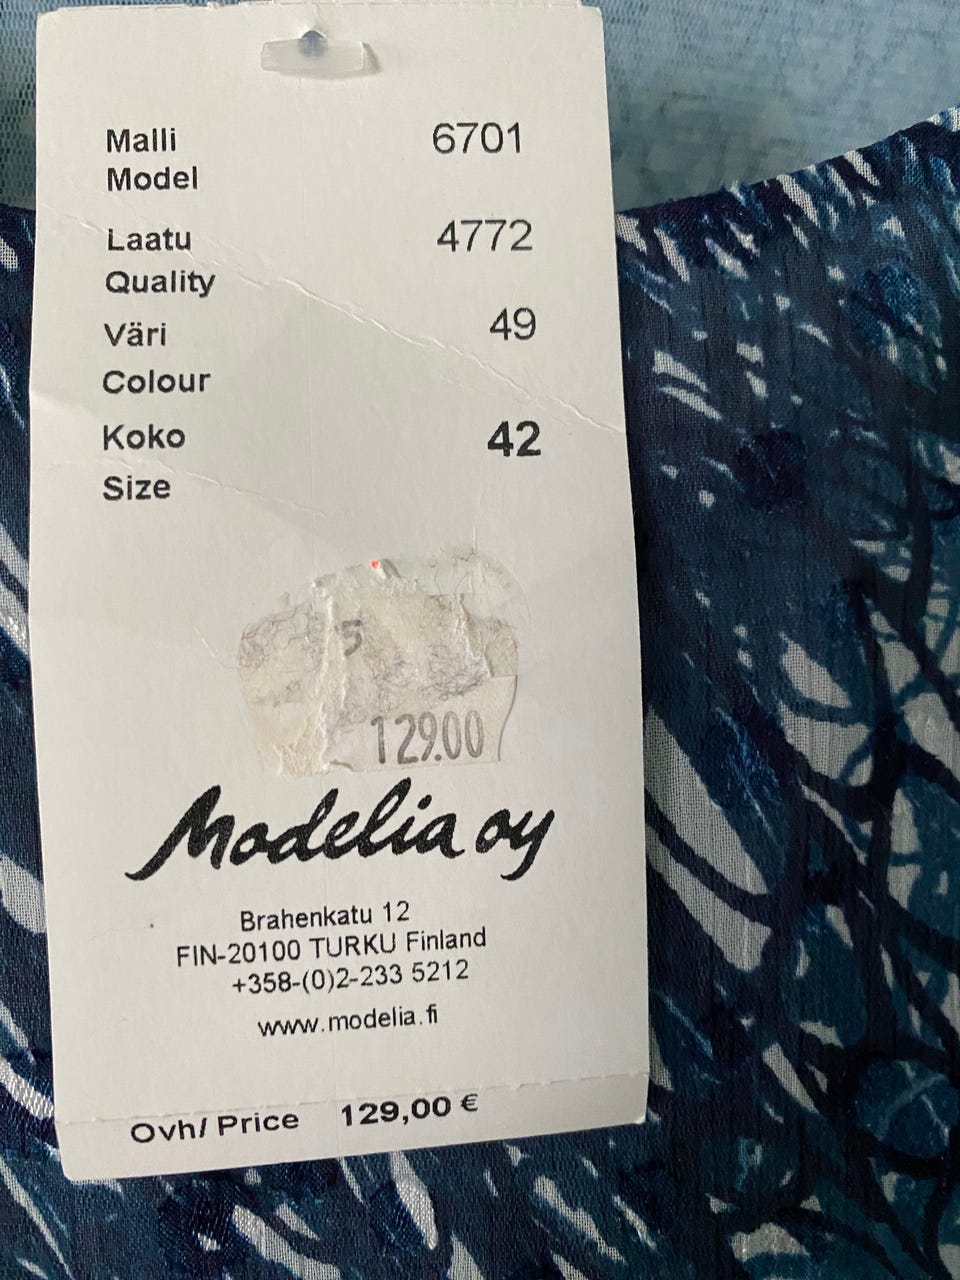 Malli 6701
Model
Laatu 4772
Quality
Väri 49
Colour
Koko 42
Size
5
129.00
Modelia oy
Brahenkatu 12
FIN-20100 TURKU Finland
+358-(0)2-233 5212
www.modelia.fi
Ovh/ Price 129,00 €